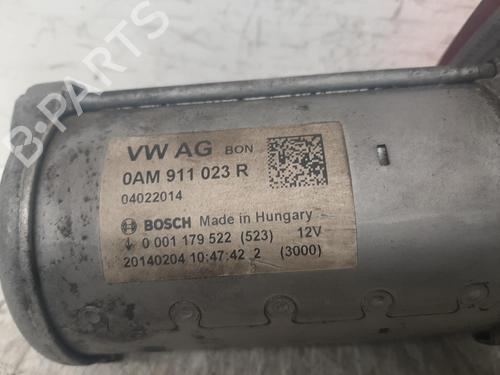 B-PARTS
VW AG BON
0AM 911 023 R
04022014
BOSCH Made in Hungary
0 001 179 522 (523) 12V
20140204 10:47:42 2 (3000)